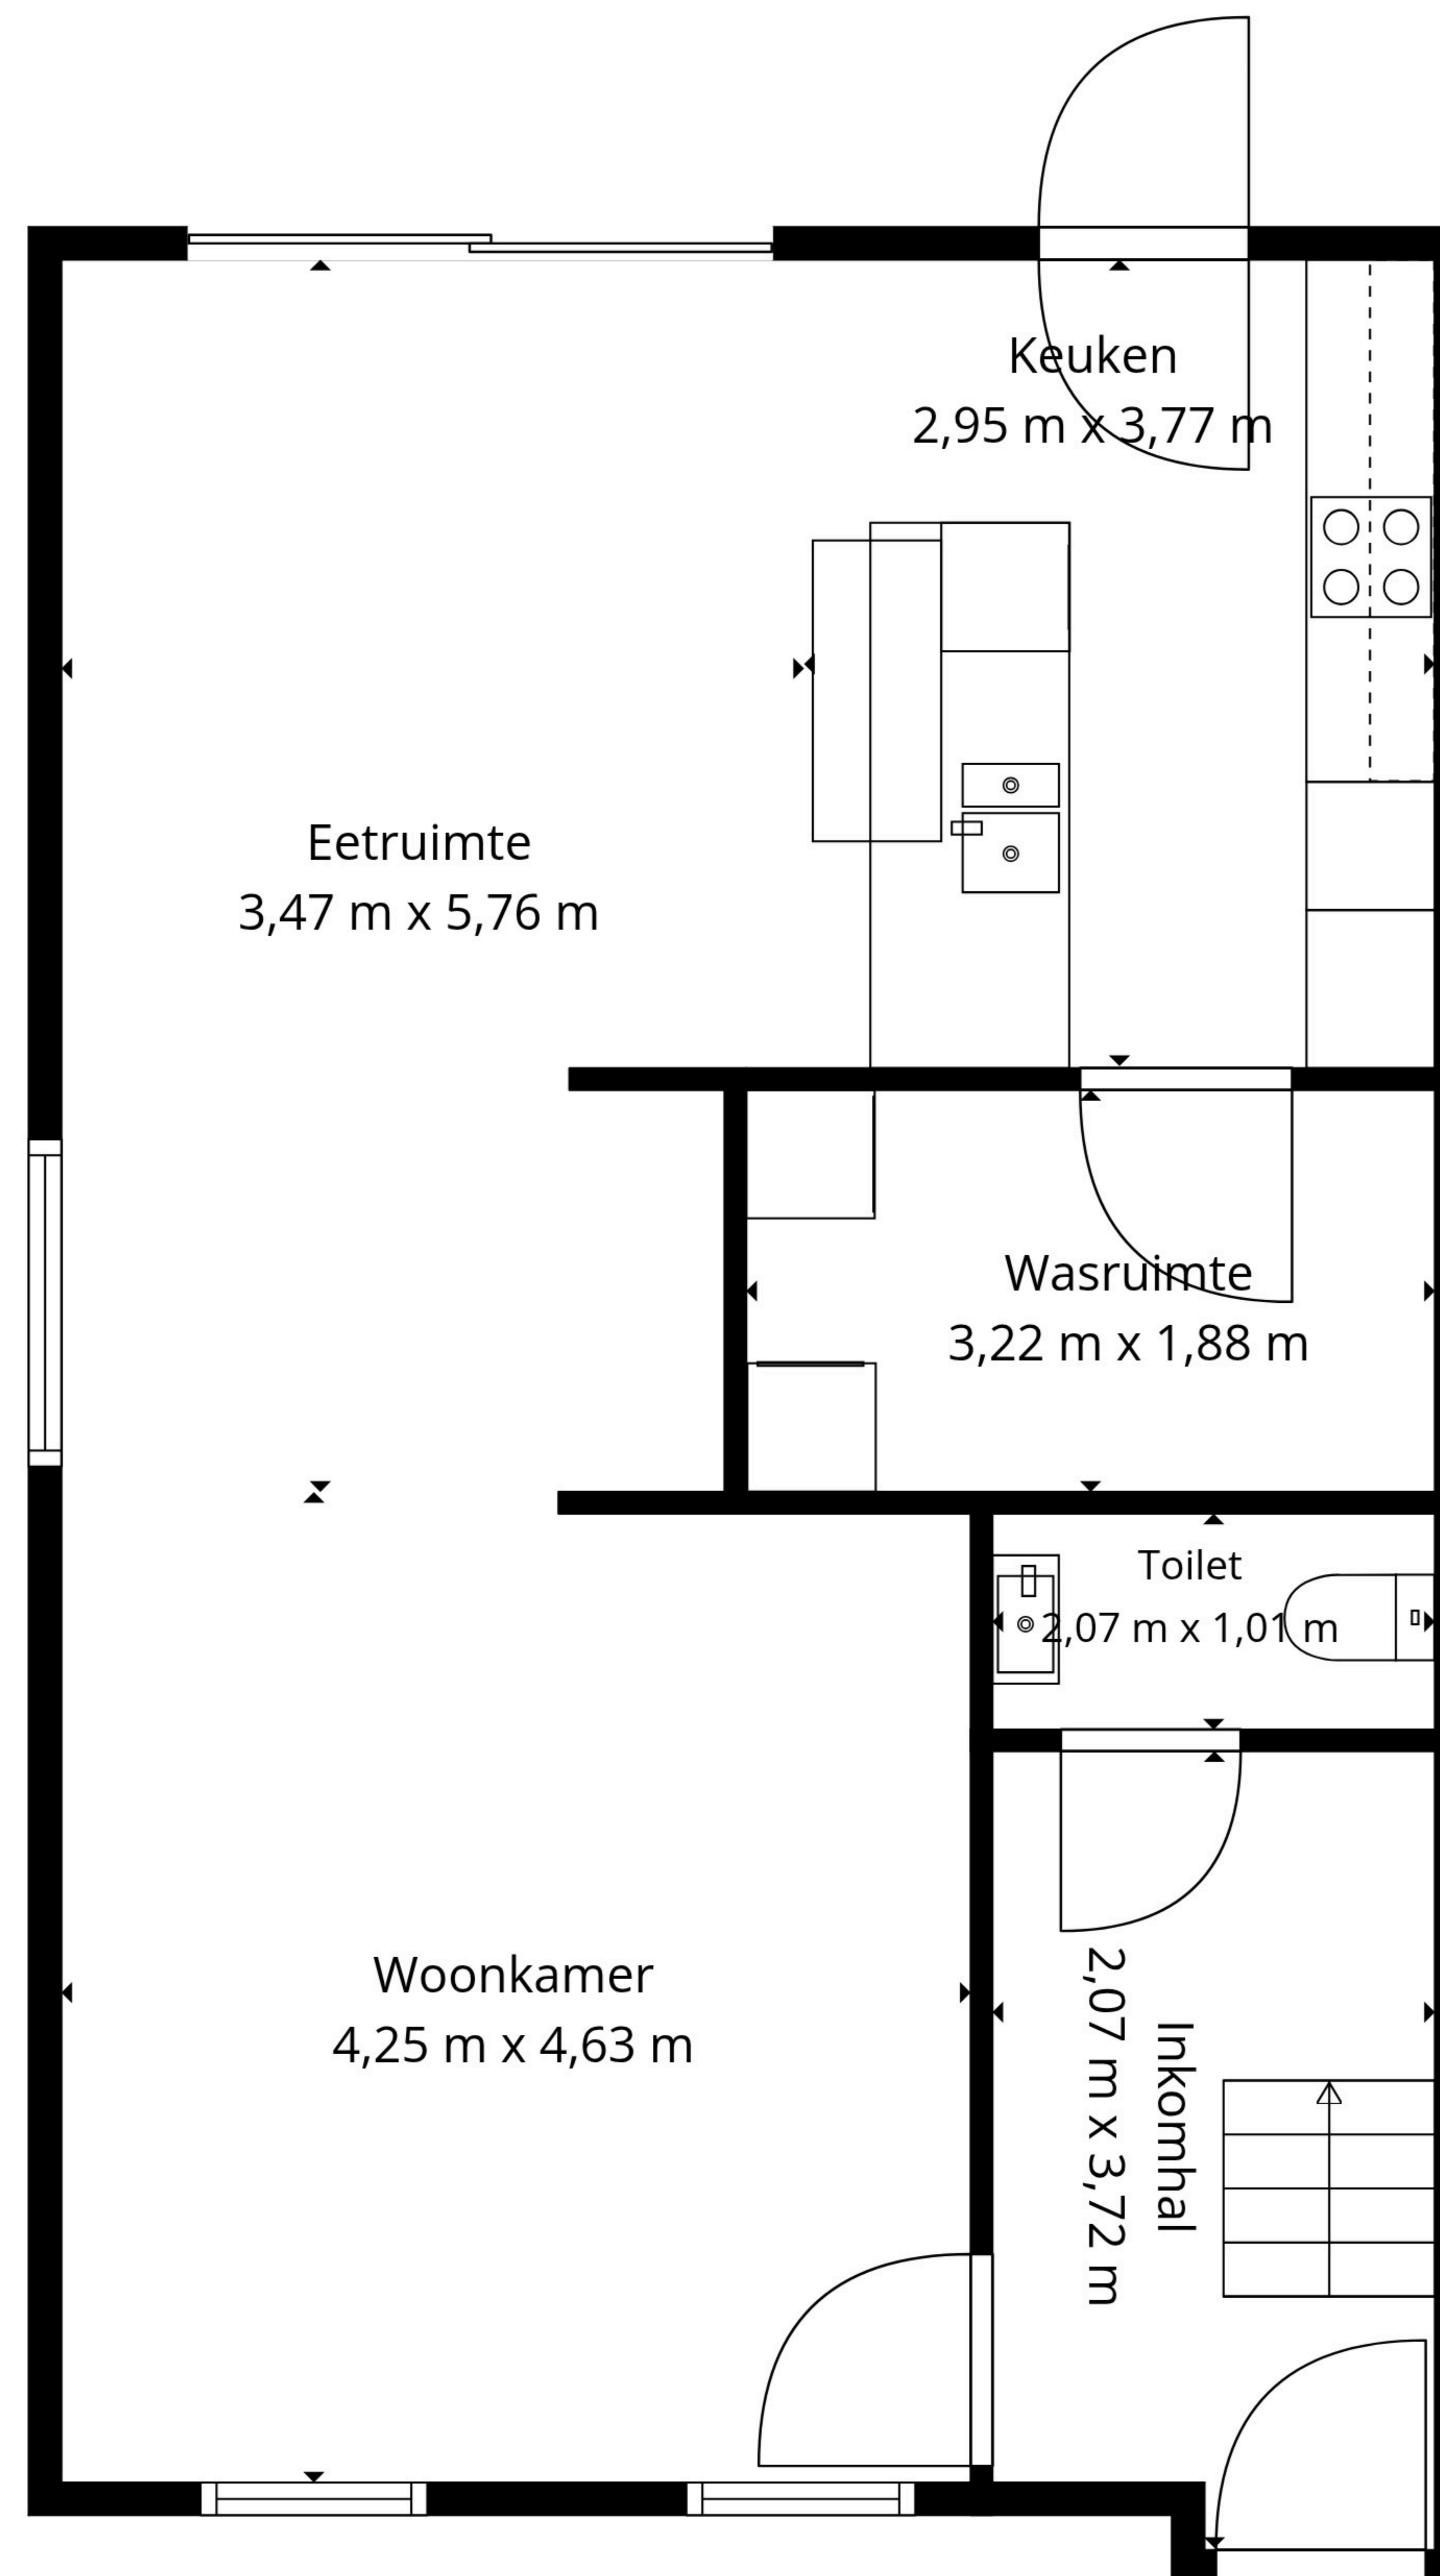 Keuken
2,95 m x 3,77 m
Eetruimte
3,47 m x 5,76 m
Wasruimte
3,22 m x 1,88 m
Toilet
2,07 m x 1,01 m
Woonkamer
4,25 m x 4,63 m
Inkomhal
2,07 m x 3,72 m